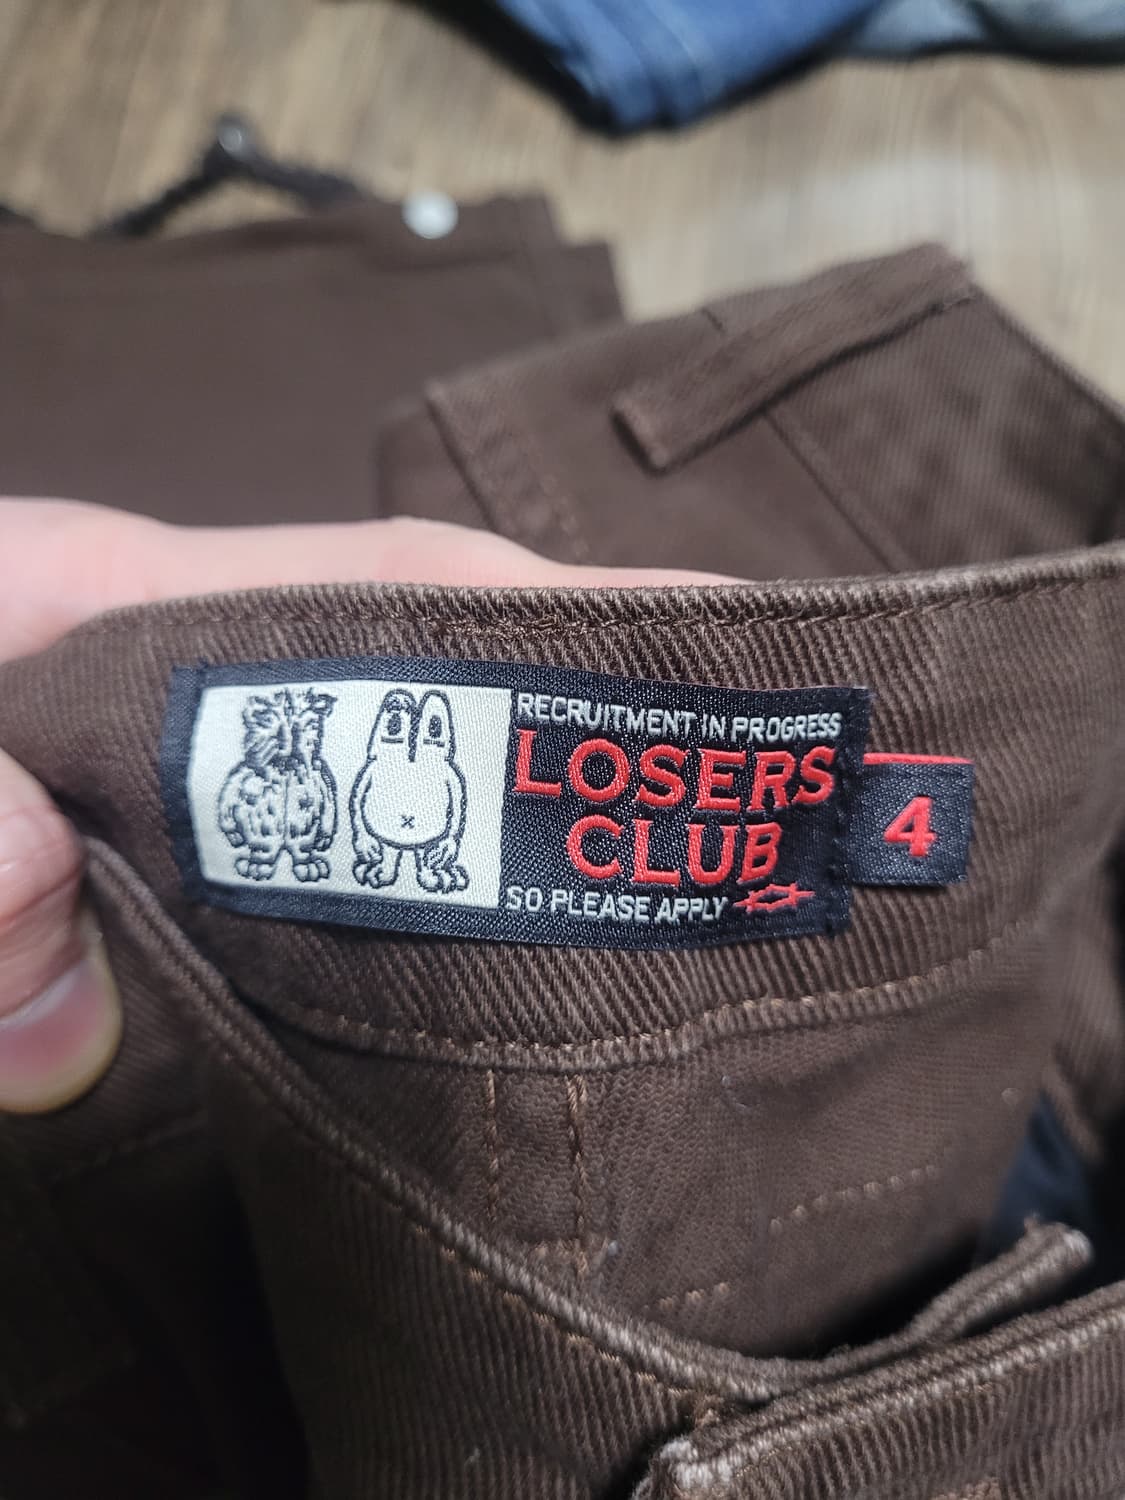 RECRUITMENT IN PROGRESS
LOSERS
CLUB
SO PLEASE APPLY
4